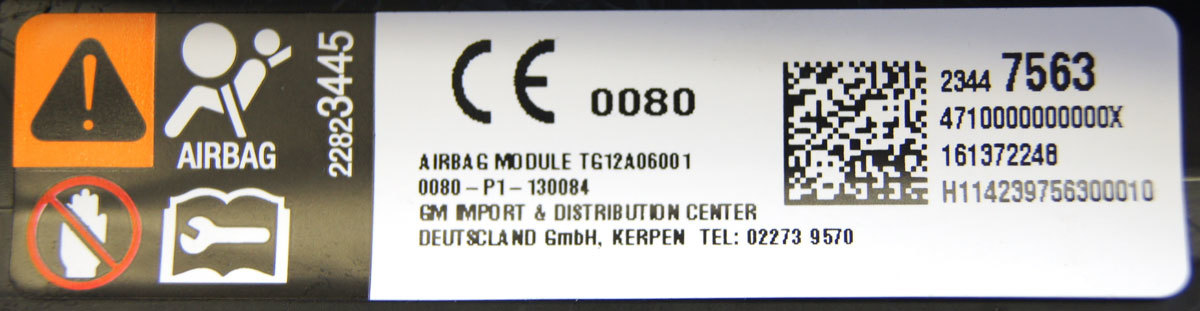 AIRBAG
22823445
CE 0080
AIRBAG MODULE TG12A06001
0080-P1-130084
GM IMPORT & DISTRIBUTION CENTER
DEUTSCLAND GmbH, KERPEN TEL: 02273 9570
2344 7563
4710000000000X
161372248
H114239756300010